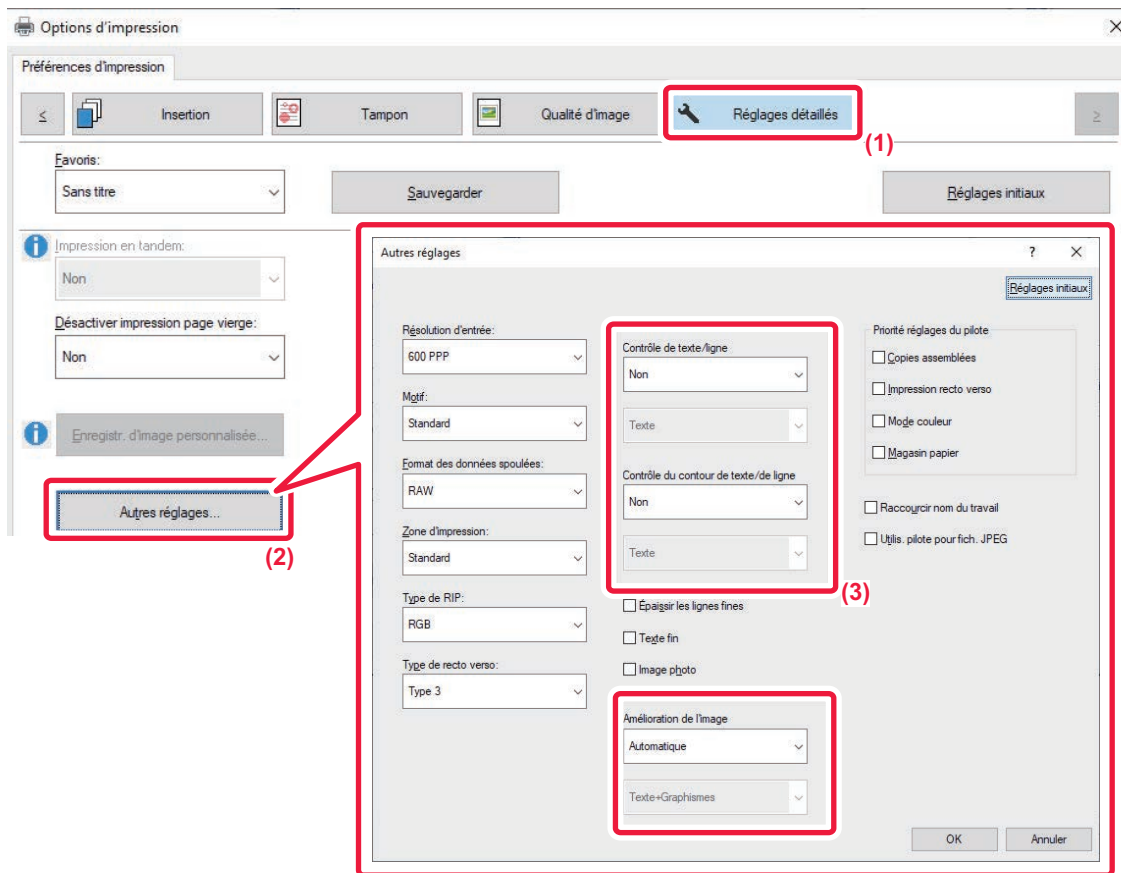 Options d'impression
Préférences d'impression
≤
Insertion
Tampon
Qualité d'image
Réglages détaillés
≥
(1)
Favoris:
Sans titre
Sauvegarder
Réglages initiaux
Impression en tandem:
Non
Désactiver impression page vierge:
Non
Enregistr. d'image personnalisée...
Autres réglages...
(2)
Autres réglages
?
Réglages initiaux
Résolution d'entrée:
600 PPP
Motif:
Standard
Format des données spoulées:
RAW
Zone d'impression:
Standard
Type de RIP:
RGB
Type de recto verso:
Type 3
Contrôle de texte/ligne
Non
Texte
Contrôle du contour de texte/de ligne
Non
Texte
(3)
Épaissir les lignes fines
Texte fin
Image photo
Amélioration de l'image
Automatique
Texte+Graphismes
Priorité réglages du pilote
Copies assemblées
Impression recto verso
Mode couleur
Magasin papier
Raccourcir nom du travail
Utilis. pilote pour fich. JPEG
OK
Annuler